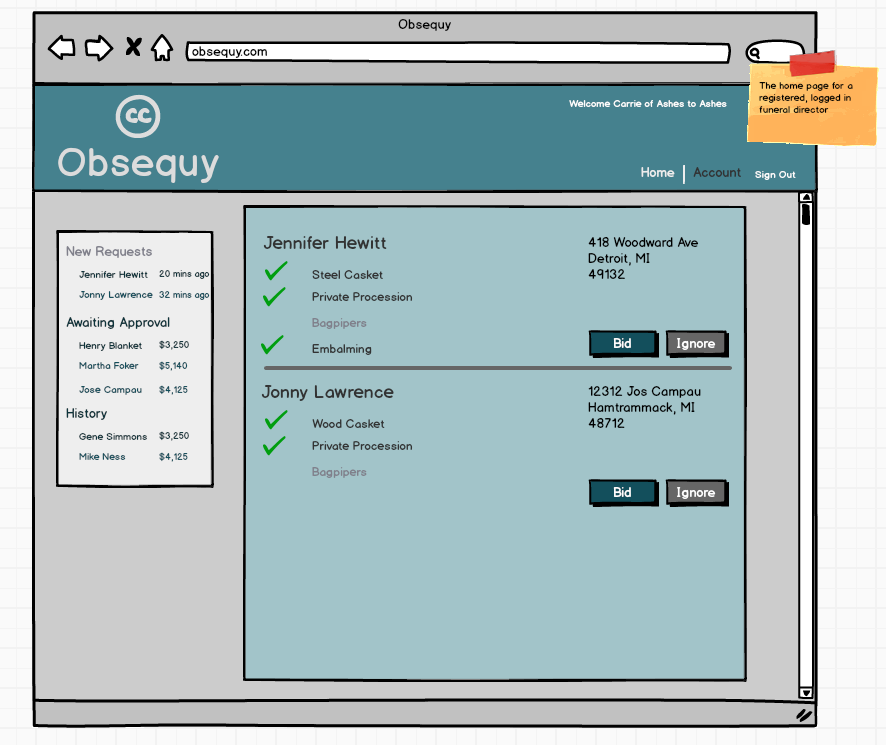 Obsequy
obsequy.com
The home page for a
registered, logged in
funeral director
Welcome Carrie of Ashes to Ashes
cc
Obsequy
Home
Account
Sign Out
New Requests
Jennifer Hewitt 20 mins ago
Jonny Lawrence 32 mins ago
Awaiting Approval
Henry Blanket $3,250
Martha Foker $5,140
Jose Campau $4,125
History
Gene Simmons $3,250
Mike Ness $4,125
Jennifer Hewitt
Steel Casket
Private Procession
Bagpipers
Embalming
418 Woodward Ave
Detroit, MI
49132
Bid
Ignore
Jonny Lawrence
Wood Casket
Private Procession
Bagpipers
12312 Jos Campau
Hamtrammack, MI
48712
Bid
Ignore